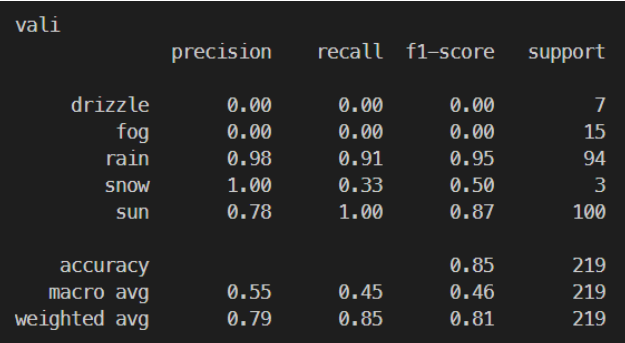 vali
precision recall f1-score support
drizzle 0.00 0.00 0.00 7
fog 0.00 0.00 0.00 15
rain 0.98 0.91 0.95 94
snow 1.00 0.33 0.50 3
sun 0.78 1.00 0.87 100
accuracy 0.85 219
macro avg 0.55 0.45 0.46 219
weighted avg 0.79 0.85 0.81 219